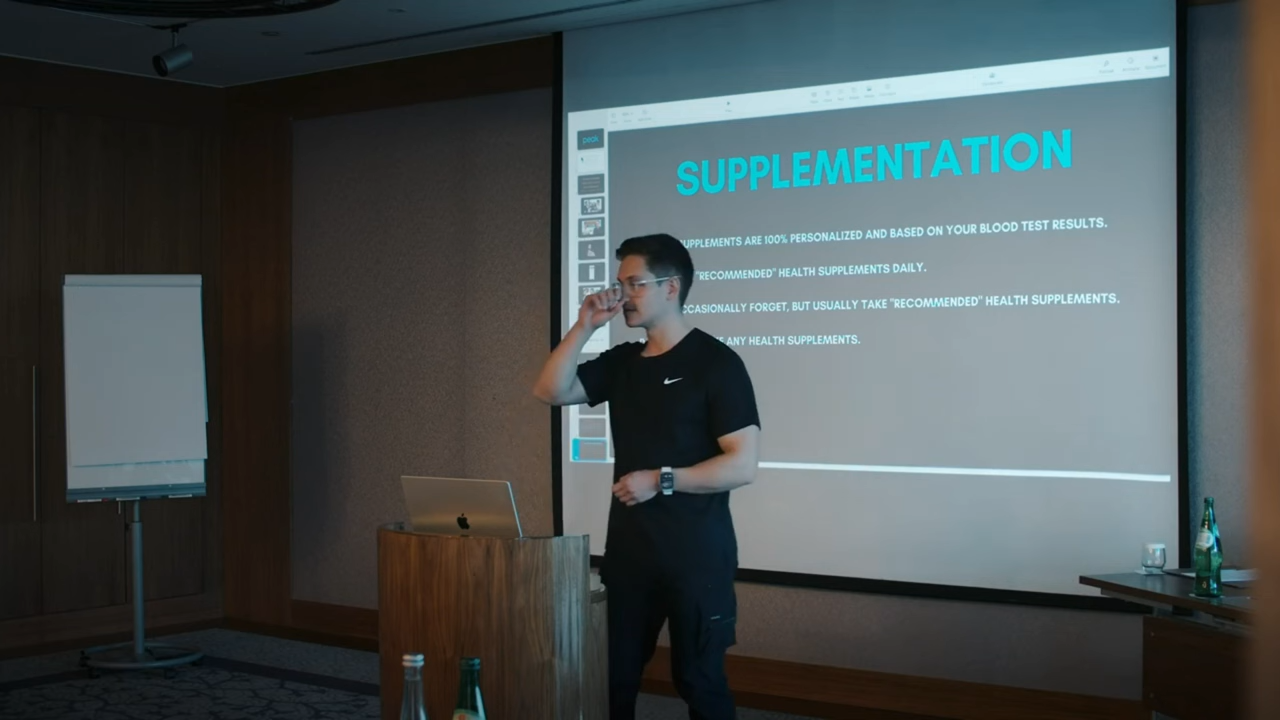 peak
SUPPLEMENTATION
SUPPLEMENTS ARE 100% PERSONALIZED AND BASED ON YOUR BLOOD TEST RESULTS.
"RECOMMENDED" HEALTH SUPPLEMENTS DAILY.
OCCASIONALLY FORGET, BUT USUALLY TAKE "RECOMMENDED" HEALTH SUPPLEMENTS.
ANY HEALTH SUPPLEMENTS.